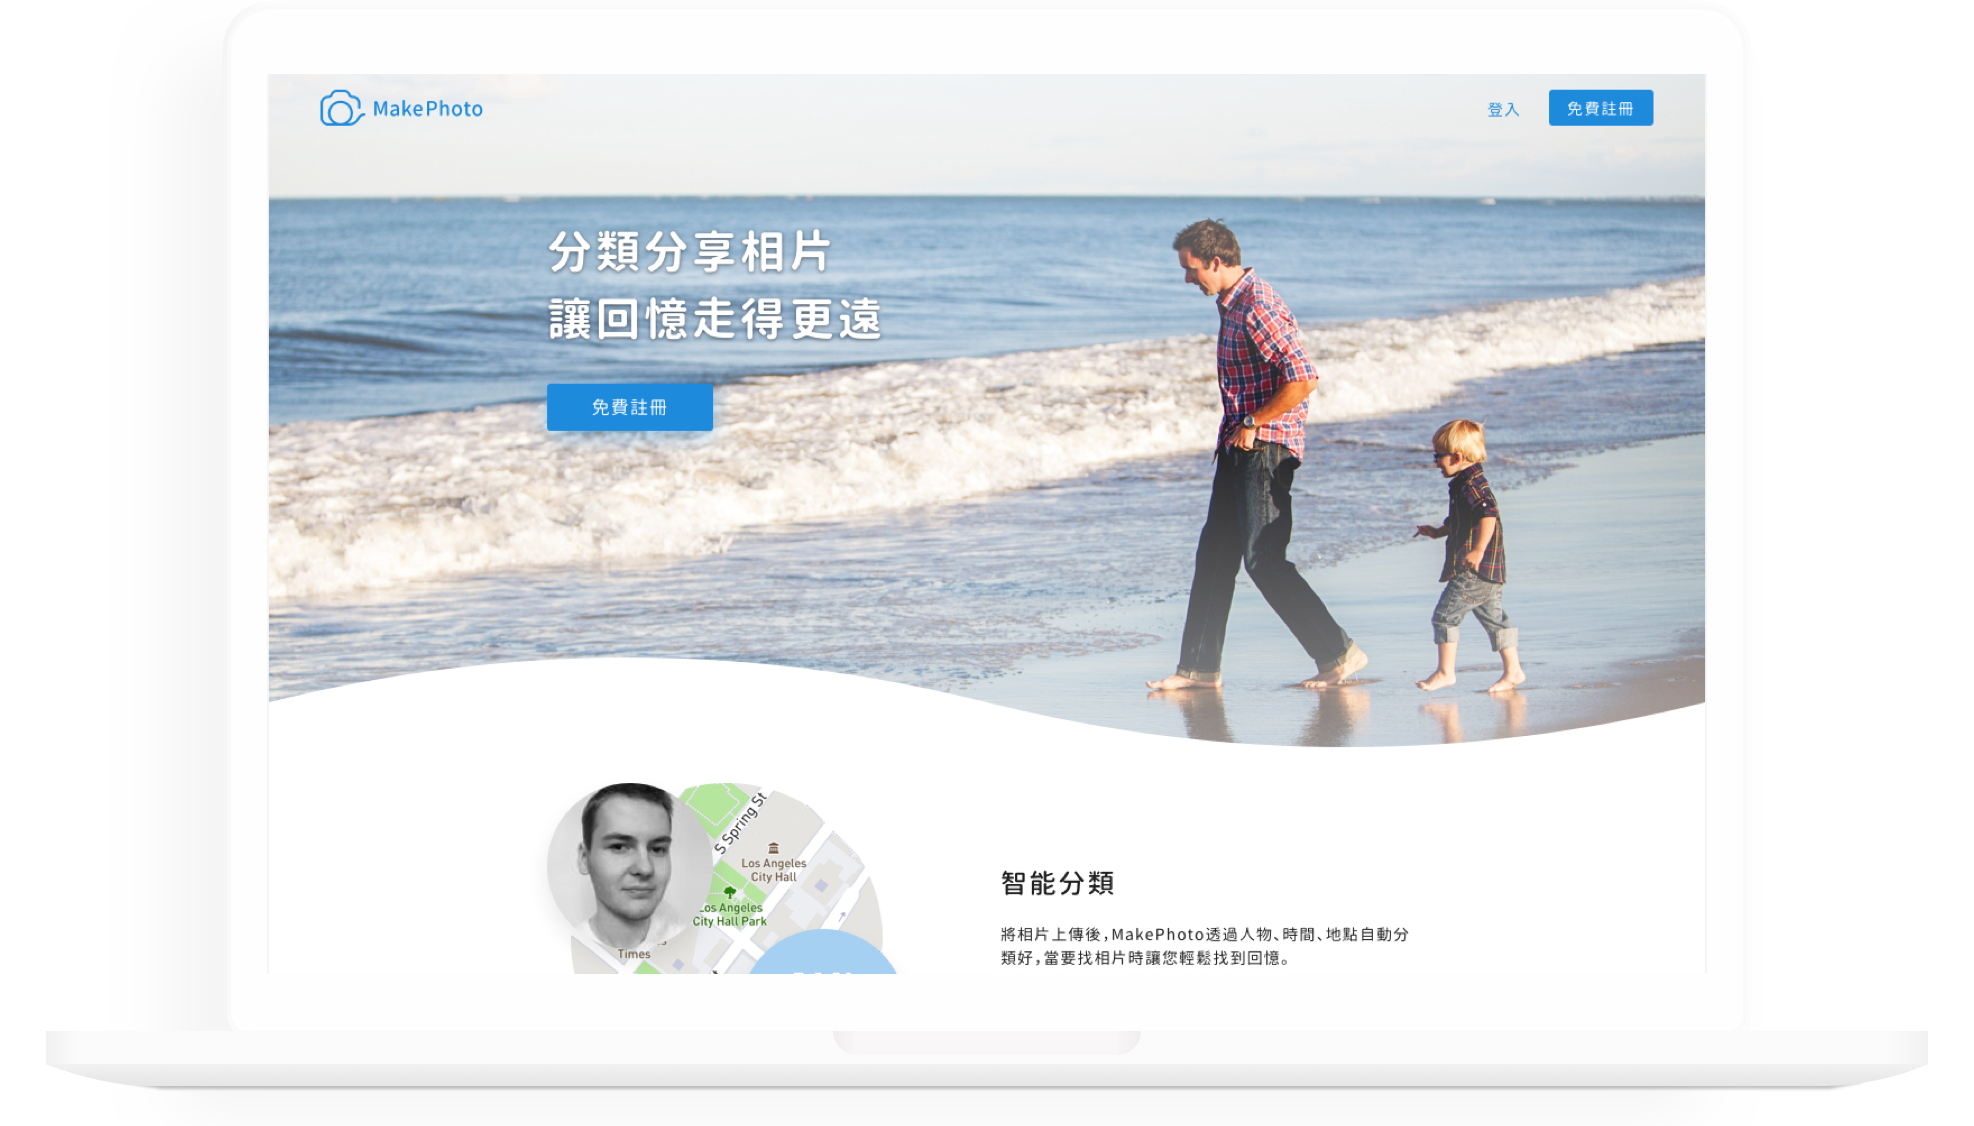 MakePhoto
登入
免費註冊
分類分享相片
讓回憶走得更遠
免費註冊
S Spring St
Los Angeles
City Hall
Los Angeles
City Hall Park
Times
智能分類
將相片上傳後，MakePhoto透過人物、時間、地點自動分
類好，當要找相片時讓您輕鬆找到回憶。